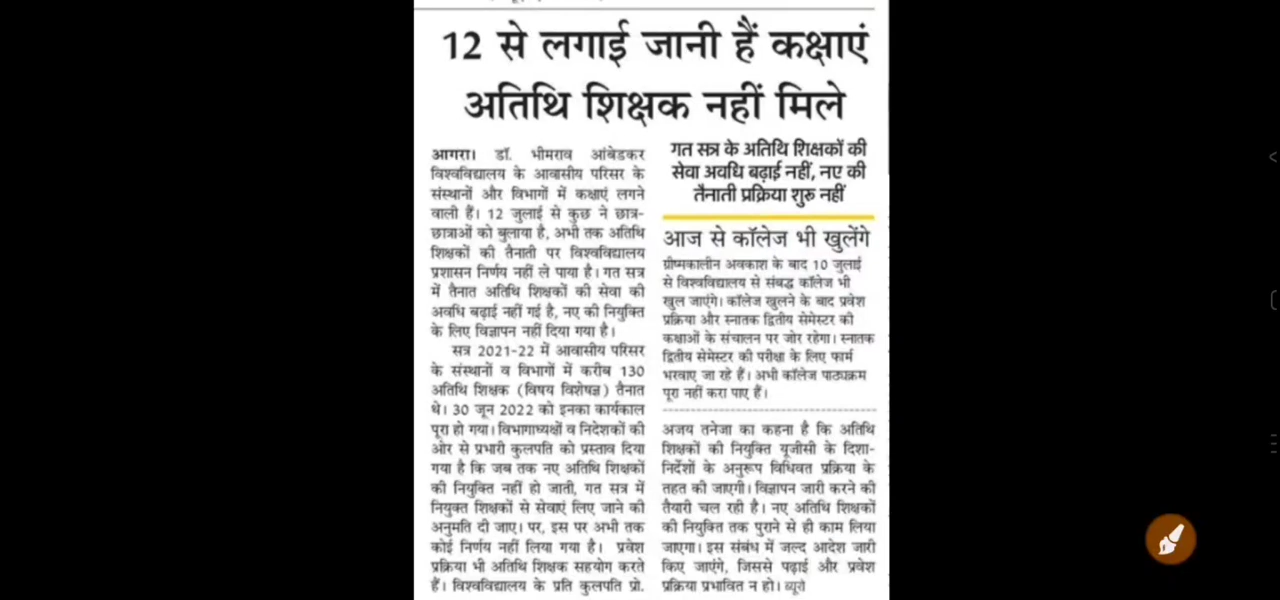 12 से लगाई जानी हैं कक्षाएं
अतिथि शिक्षक नहीं मिले
आगरा। डॉ. भीमराव आंबेडकर
विश्वविद्यालय के आवासीय परिसर के
संस्थानों और विभागों में कक्षाएं लगने
वाली हैं। 12 जुलाई से कुछ ने छात्र-
छात्राओं को बुलाया है, अभी तक अतिथि
शिक्षकों की तैनाती पर विश्वविद्यालय
प्रशासन निर्णय नहीं ले पाया है। गत सत्र
में तैनात अतिथि शिक्षकों की सेवा की
अवधि बढ़ाई नहीं गई है, नए की नियुक्ति
के लिए विज्ञापन नहीं दिया गया है।
सत्र 2021-22 में आवासीय परिसर
के संस्थानों व विभागों में करीब 130
अतिथि शिक्षक (विषय विशेषज्ञ) तैनात
थे। 30 जून 2022 को इनका कार्यकाल
पूरा हो गया। विभागाध्यक्षों व निदेशकों की
ओर से प्रभारी कुलपति को प्रस्ताव दिया
गया है कि जब तक नए अतिथि शिक्षकों
की नियुक्ति नहीं हो जाती, गत सत्र में
नियुक्त शिक्षकों से सेवाएं लिए जाने की
अनुमति दी जाए। पर, इस पर अभी तक
कोई निर्णय नहीं लिया गया है। प्रवेश
प्रक्रिया भी अतिथि शिक्षक सहयोग करते
हैं। विश्वविद्यालय के प्रति कुलपति प्रो.
गत सत्र के अतिथि शिक्षकों की
सेवा अवधि बढ़ाई नहीं, नए की
तैनाती प्रक्रिया शुरू नहीं
आज से कॉलेज भी खुलेंगे
ग्रीष्मकालीन अवकाश के बाद 10 जुलाई
से विश्वविद्यालय से संबद्ध कॉलेज भी
खुल जाएंगे। कॉलेज खुलने के बाद प्रवेश
प्रक्रिया और स्नातक द्वितीय सेमेस्टर की
कक्षाओं के संचालन पर जोर रहेगा। स्नातक
द्वितीय सेमेस्टर की परीक्षा के लिए फार्म
भरवाए जा रहे हैं। अभी कॉलेज पाठ्यक्रम
पूरा नहीं करा पाए हैं।
अजय तनेजा का कहना है कि अतिथि
शिक्षकों की नियुक्ति यूजीसी के दिशा-
निर्देशों के अनुरूप विधिवत प्रक्रिया के
तहत की जाएगी। विज्ञापन जारी करने की
तैयारी चल रही है। नए अतिथि शिक्षकों
की नियुक्ति तक पुराने से ही काम लिया
जाएगा। इस संबंध में जल्द आदेश जारी
किए जाएंगे, जिससे पढ़ाई और प्रवेश
प्रक्रिया प्रभावित न हो। ब्यूरो